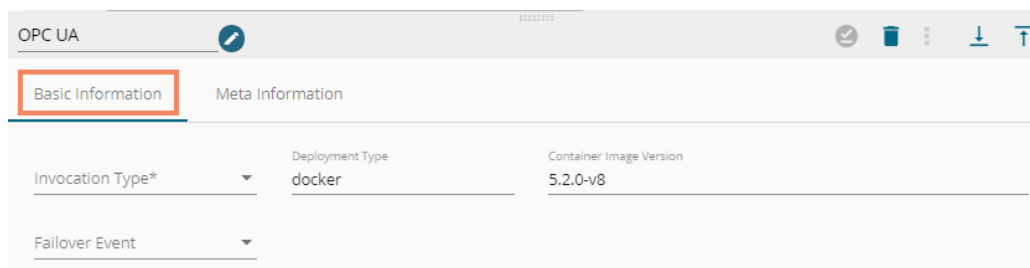 OPC UA
Basic Information Meta Information
Deployment Type Container Image Version
Invocation Type* docker 5.2.0-v8
Failover Event